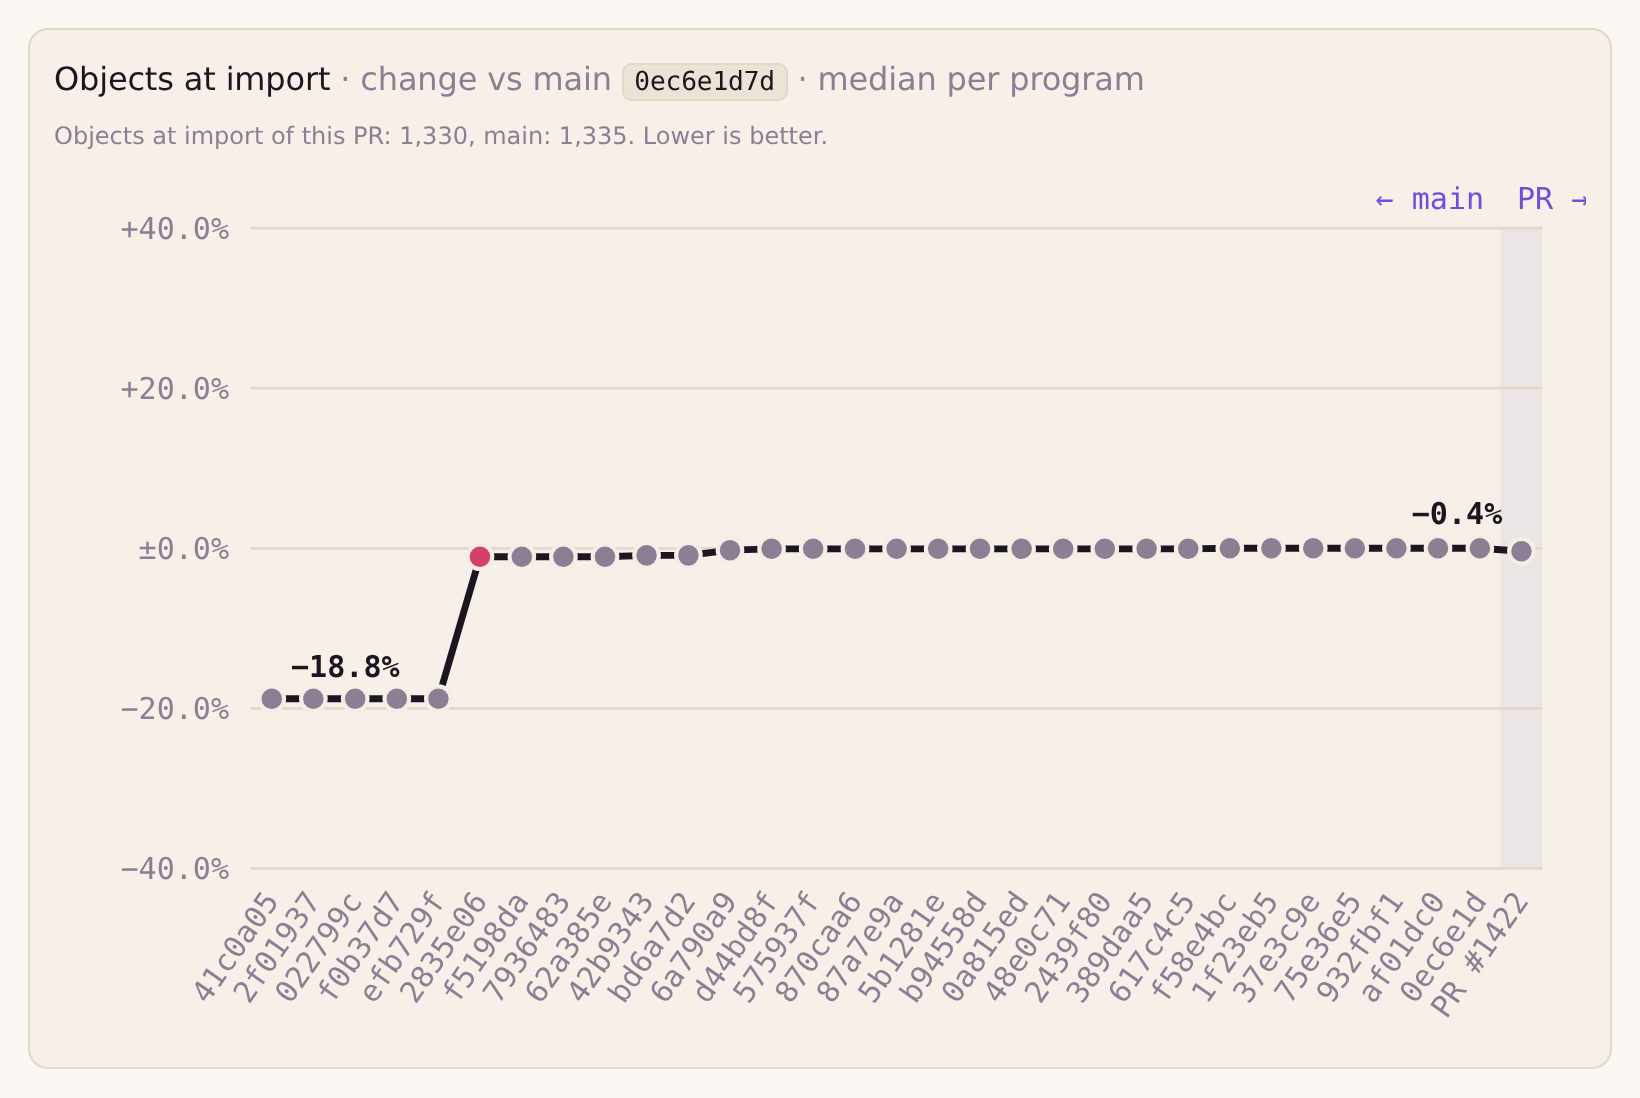 Objects at import · change vs main 0ec6e1d7d · median per program
Objects at import of this PR: 1,330, main: 1,335. Lower is better.
← main PR →
+40.0%
+20.0%
±0.0%
−20.0%
−40.0%
−18.8%
−0.4%
41c0a05
2f01937
022799c
f0b37d7
efb729f
2835e06
f5198da
7936483
62a385e
42b9343
bd6a7d2
6a790a9
d44bd8f
575937f
870caa6
87a7e9a
5b1281e
b94558d
0a815ed
48e0c71
2439f80
389daa5
617c4c5
f58e4bc
1f23eb5
37e3c9e
75e36e5
932fbf1
af01dc0
0ec6e1d
PR #1422